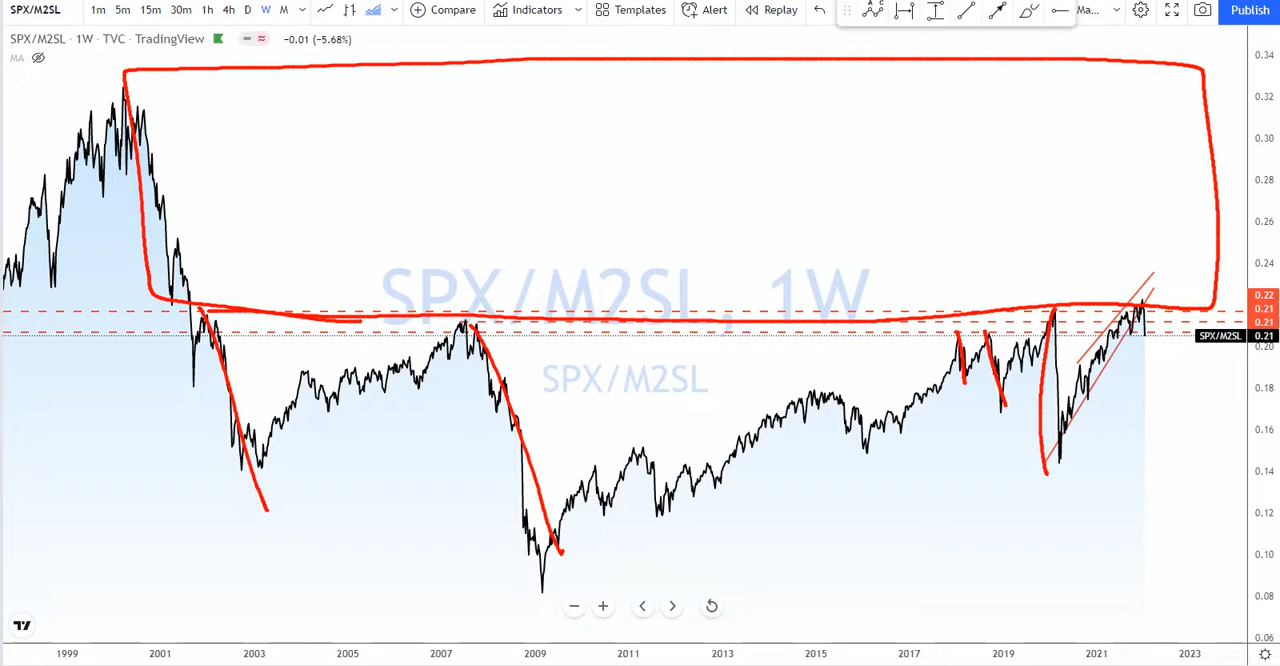 SPX/M2SL 1m 5m 15m 30m 1h 4h D W M Compare Indicators Templates Alert Replay Ma... Publish
SPX/M2SL · 1W · TVC · TradingView −0.01 (−5.68%)
MA
0.34
0.32
0.30
0.28
0.26
0.24
0.22
0.21
0.21
SPX/M2SL 0.21
0.20
0.18
0.16
0.14
0.12
0.10
0.08
0.06
SPX/M2SL, 1W
SPX/M2SL
1999 2001 2003 2005 2007 2009 2011 2013 2015 2017 2019 2021 2023